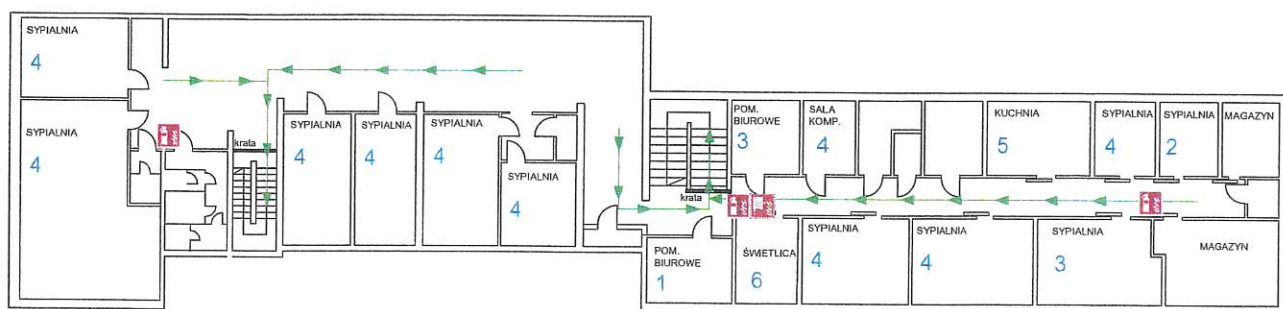 SYPIALNIA
4
SYPIALNIA
4
krata
SYPIALNIA
4
SYPIALNIA
4
SYPIALNIA
4
SYPIALNIA
4
krata
POM.
BIUROWE
3
SALA
KOMP.
4
KUCHNIA
5
SYPIALNIA
4
SYPIALNIA
2
MAGAZYN
POM.
BIUROWE
1
ŚWIETLICA
6
SYPIALNIA
4
SYPIALNIA
4
SYPIALNIA
3
MAGAZYN